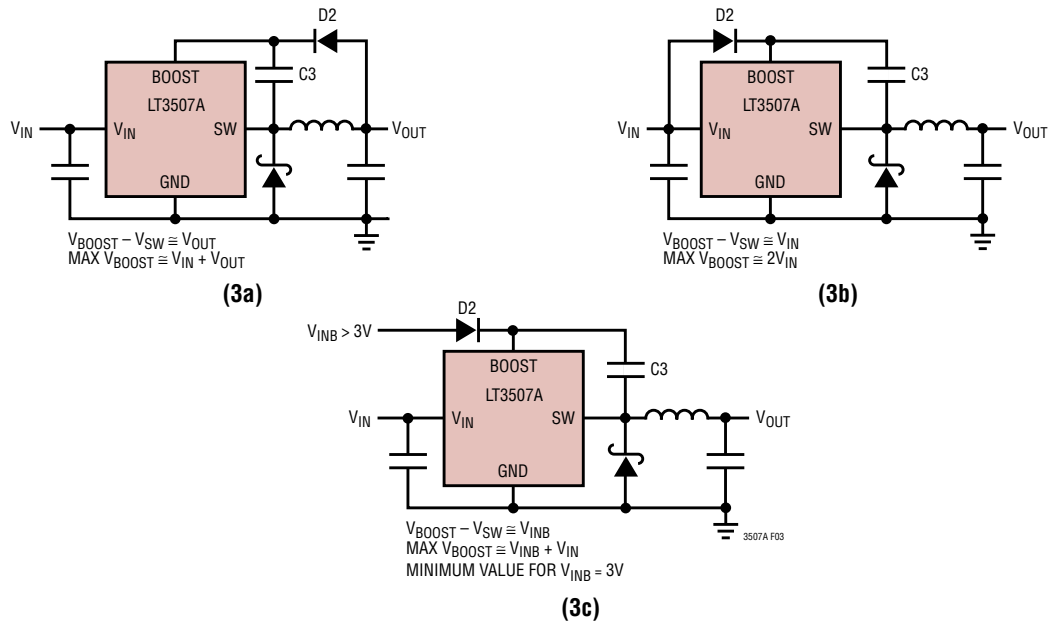 D2
C3
BOOST
LT3507A
V_IN
V_IN
SW
V_OUT
GND
V_BOOST – V_SW ≅ V_OUT
MAX V_BOOST ≅ V_IN + V_OUT
(3a)
D2
C3
BOOST
LT3507A
V_IN
V_IN
SW
V_OUT
GND
V_BOOST – V_SW ≅ V_IN
MAX V_BOOST ≅ 2V_IN
(3b)
D2
V_INB > 3V
C3
BOOST
LT3507A
V_IN
V_IN
SW
V_OUT
GND
3507A F03
V_BOOST – V_SW ≅ V_INB
MAX V_BOOST ≅ V_INB + V_IN
MINIMUM VALUE FOR V_INB = 3V
(3c)